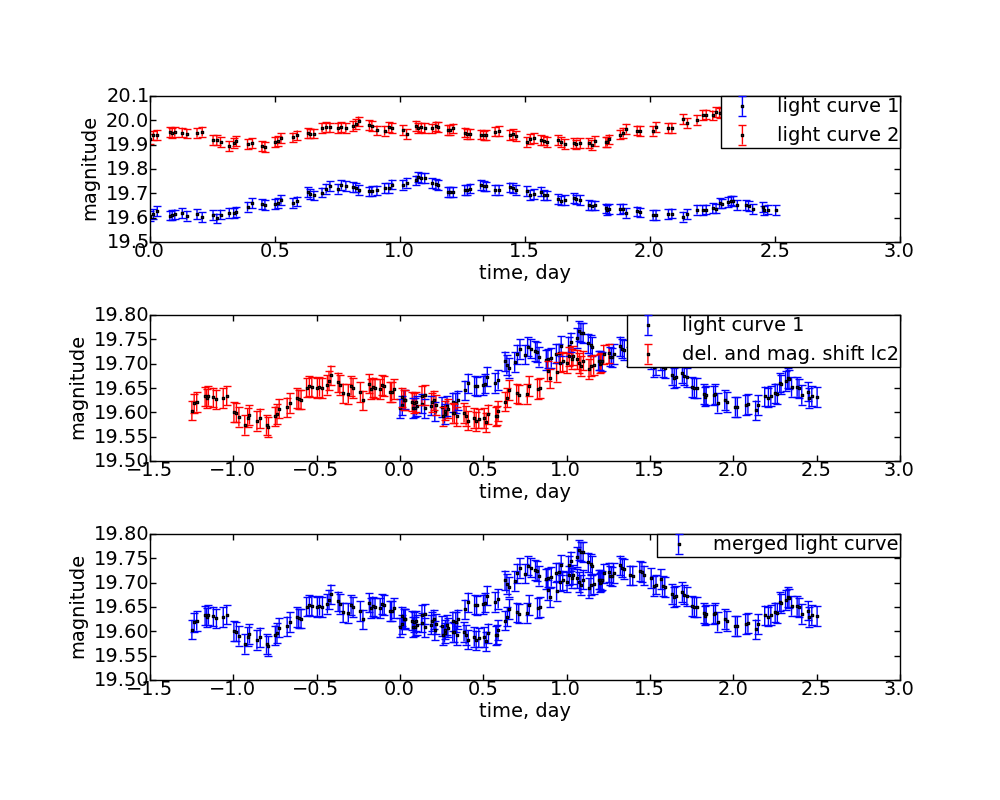 20.1
20.0
19.9
19.8
19.7
19.6
19.5
magnitude
light curve 1
light curve 2
0.0 0.5 1.0 1.5 2.0 2.5 3.0
time, day
19.80
19.75
19.70
19.65
19.60
19.55
19.50
magnitude
light curve 1
del. and mag. shift lc2
−1.5 −1.0 −0.5 0.0 0.5 1.0 1.5 2.0 2.5 3.0
time, day
19.80
19.75
19.70
19.65
19.60
19.55
19.50
magnitude
merged light curve
−1.5 −1.0 −0.5 0.0 0.5 1.0 1.5 2.0 2.5 3.0
time, day